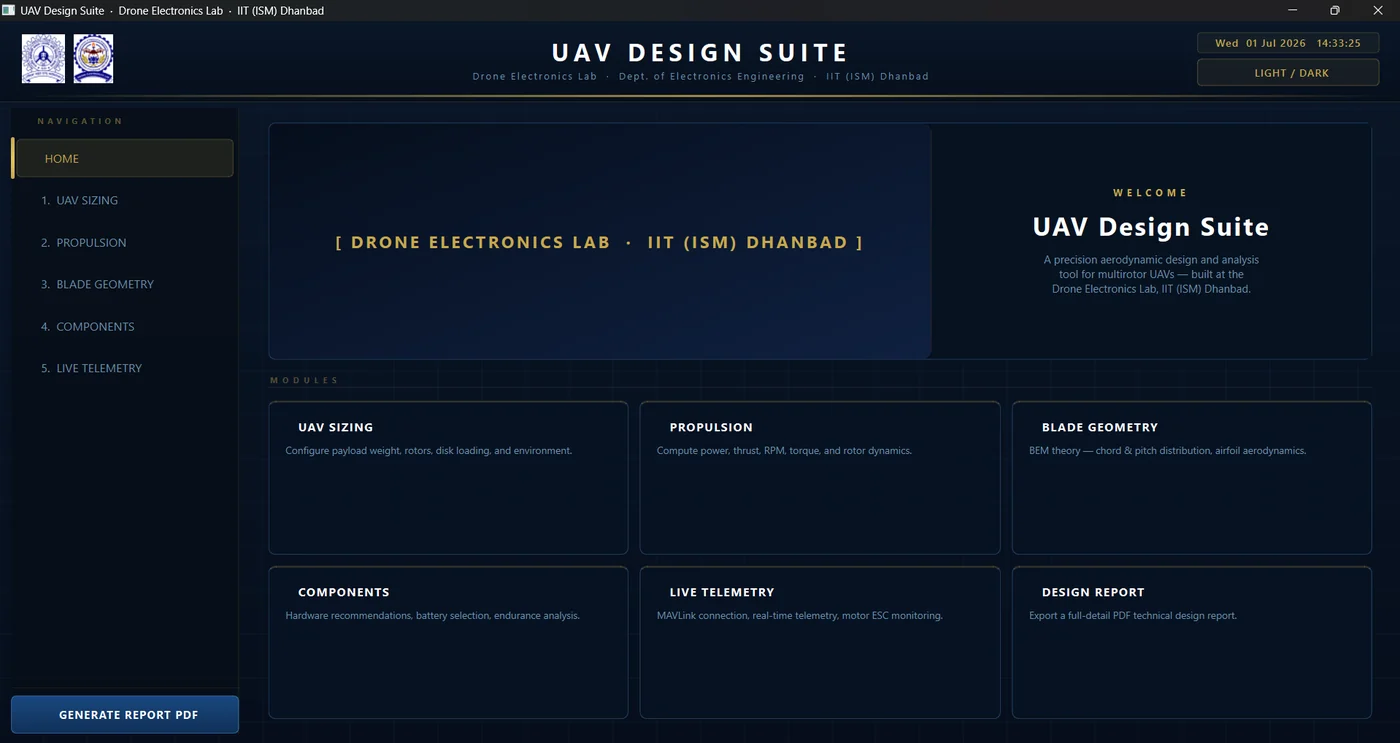 UAV Design Suite · Drone Electronics Lab · IIT (ISM) Dhanbad
UAV DESIGN SUITE
Drone Electronics Lab · Dept. of Electronics Engineering · IIT (ISM) Dhanbad
Wed 01 Jul 2026 14:33:25
LIGHT / DARK
NAVIGATION
HOME
1. UAV SIZING
2. PROPULSION
3. BLADE GEOMETRY
4. COMPONENTS
5. LIVE TELEMETRY
GENERATE REPORT PDF
[ DRONE ELECTRONICS LAB · IIT (ISM) DHANBAD ]
WELCOME
UAV Design Suite
A precision aerodynamic design and analysis
tool for multirotor UAVs — built at the
Drone Electronics Lab, IIT (ISM) Dhanbad.
MODULES
UAV SIZING
Configure payload weight, rotors, disk loading, and environment.
PROPULSION
Compute power, thrust, RPM, torque, and rotor dynamics.
BLADE GEOMETRY
BEM theory — chord & pitch distribution, airfoil aerodynamics.
COMPONENTS
Hardware recommendations, battery selection, endurance analysis.
LIVE TELEMETRY
MAVLink connection, real-time telemetry, motor ESC monitoring.
DESIGN REPORT
Export a full-detail PDF technical design report.